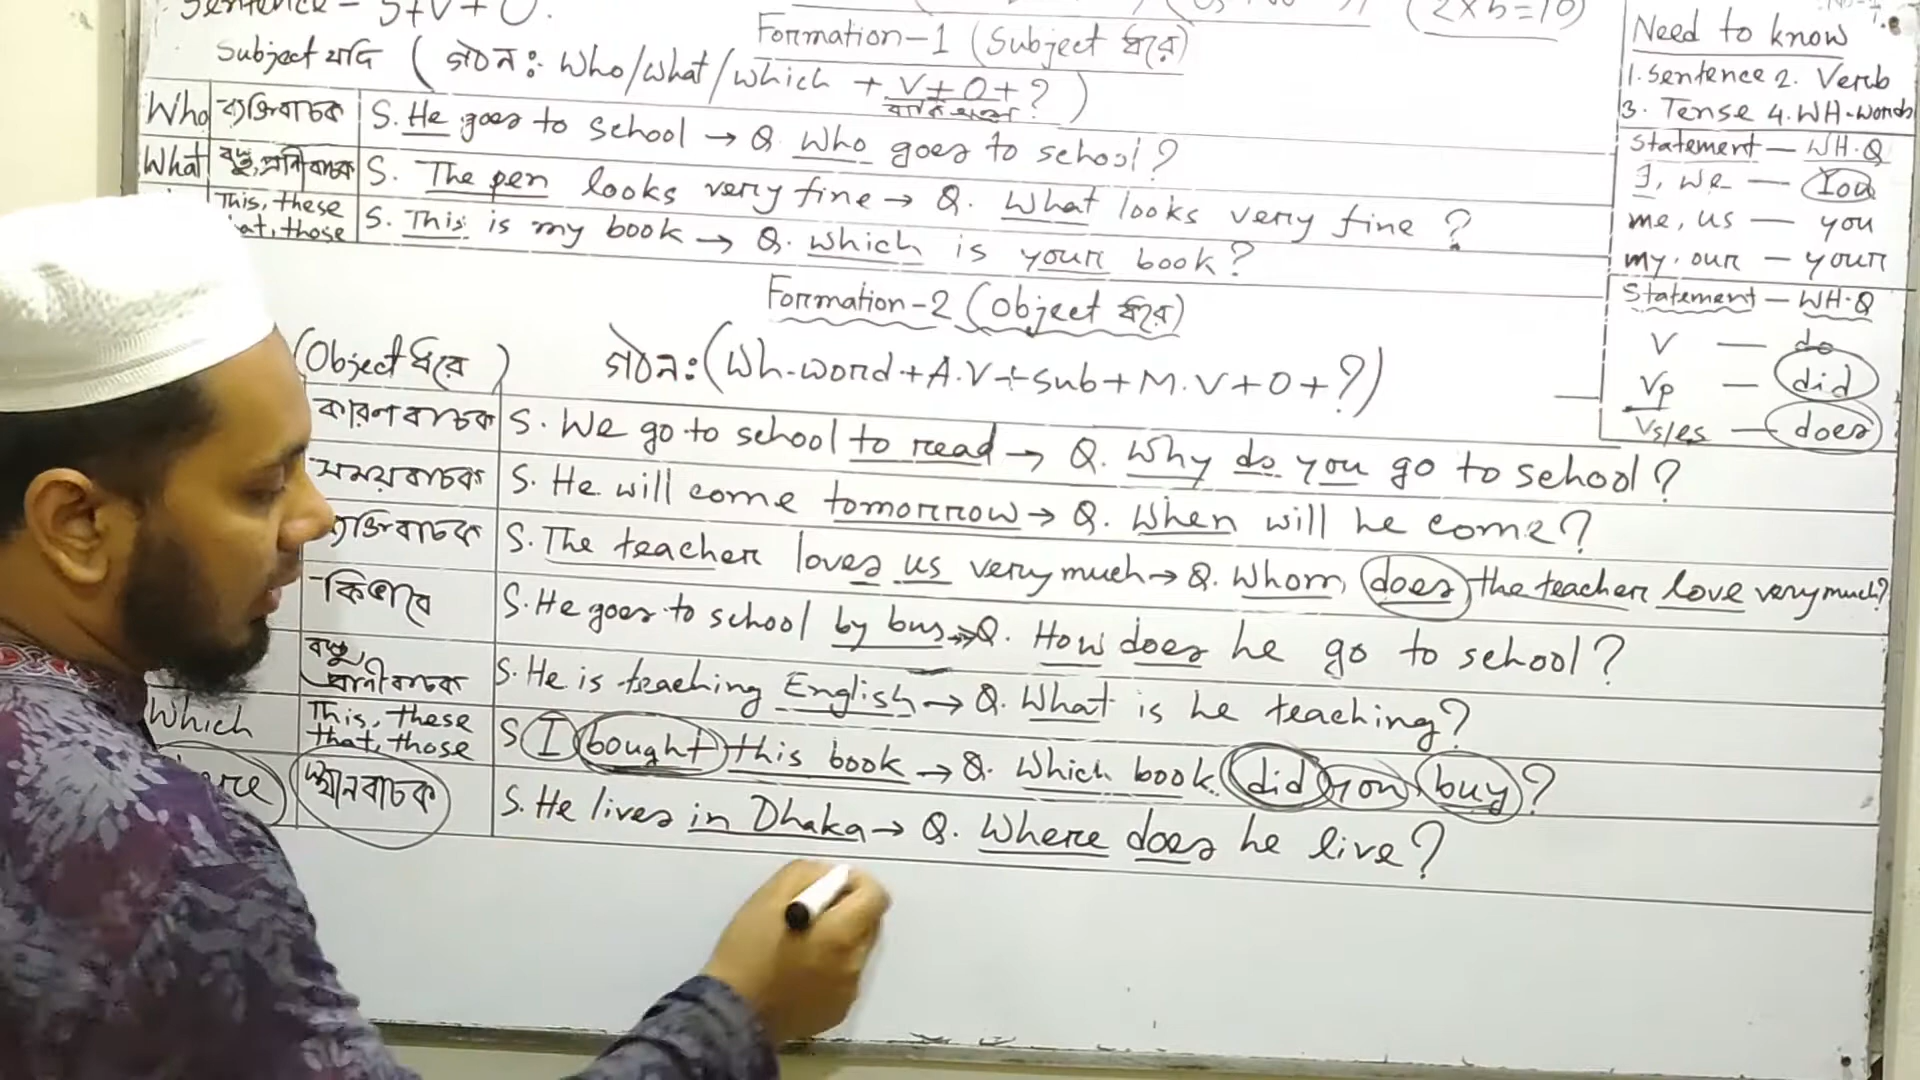 Sentence = S+V+O.
(2×5=10)
Formation-1 (Subject ধরে)
Subject যদি (গঠন: Who/What/Which + V+O+?)
Who ব্যক্তিবাচক S. He goes to school → Q. Who goes to school?
What বস্তু, প্রাণীবাচক S. The pen looks very fine → Q. What looks very fine?
This, these
those S. This is my book → Q. Which is your book?
Formation-2 (Object ধরে)
(Object ধরে) গঠন: (Wh-word + A.V + Sub + M.V + O + ?)
কারণবাচক S. We go to school to read → Q. Why do you go to school?
সময়বাচক S. He will come tomorrow → Q. When will he come?
S. The teacher loves us very much → Q. Whom does the teacher love very much?
কিভাবে S. He goes to school by bus → Q. How does he go to school?
বস্তু, প্রাণীবাচক S. He is teaching English → Q. What is he teaching?
Which This, these
that, those S. I bought this book → Q. Which book did you buy?
স্থানবাচক S. He lives in Dhaka → Q. Where does he live?
Need to know
1. Sentence 2. Verb
3. Tense 4. WH-words
Statement — WH.Q
I, we — You
me, us — you
my, our — your
Statement — WH.Q
V — do
Vp — did
Vs/es — does